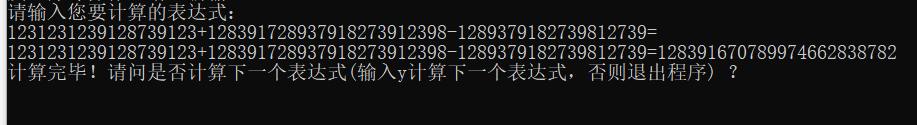 请输入您要计算的表达式：
1231231239128739123+128391728937918273912398-1289379182739812739=
1231231239128739123+128391728937918273912398-1289379182739812739=128391670789974662838782
计算完毕！请问是否计算下一个表达式(输入y计算下一个表达式，否则退出程序) ？